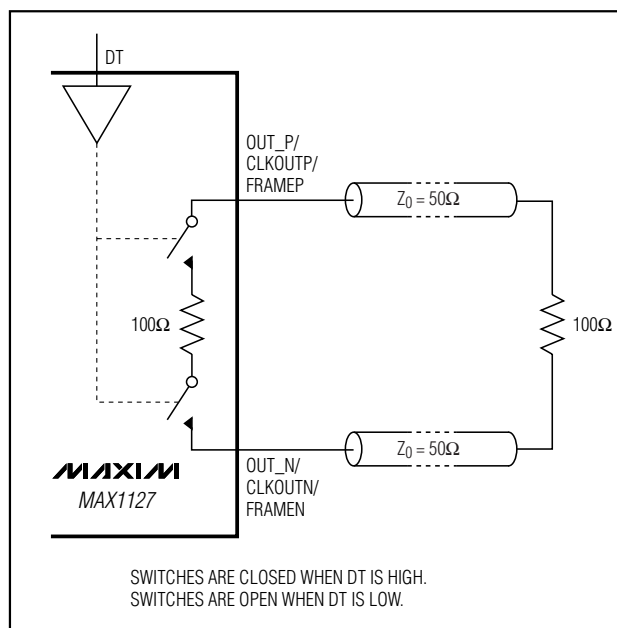 DT
OUT_P/
CLKOUTP/
FRAMEP
Z0 = 50Ω
100Ω
100Ω
Z0 = 50Ω
MAXIM
MAX1127
OUT_N/
CLKOUTN/
FRAMEN
SWITCHES ARE CLOSED WHEN DT IS HIGH.
SWITCHES ARE OPEN WHEN DT IS LOW.